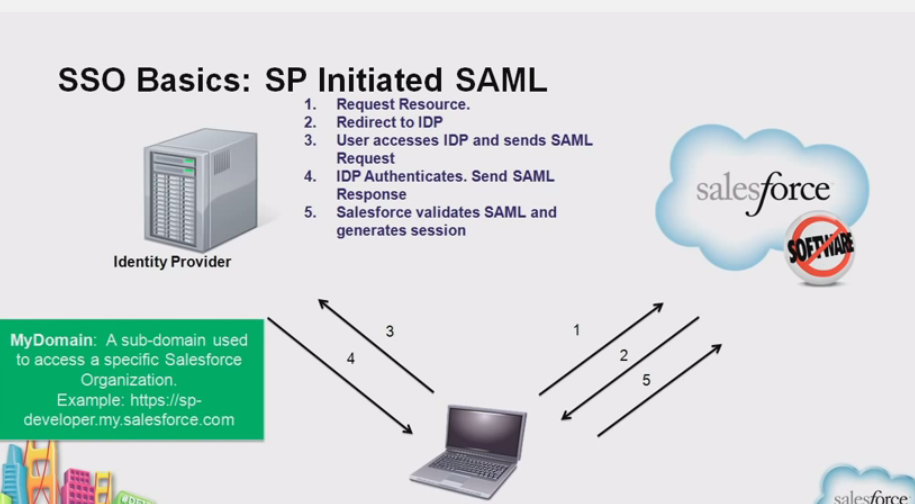 SSO Basics: SP Initiated SAML
1. Request Resource.
2. Redirect to IDP
3. User accesses IDP and sends SAML
Request
4. IDP Authenticates. Send SAML
Response
5. Salesforce validates SAML and
generates session
salesforce
SOFTWARE
Identity Provider
MyDomain: A sub-domain used
to access a specific Salesforce
Organization.
Example: https://sp-
developer.my.salesforce.com
3
4
1
2
5
salesforce